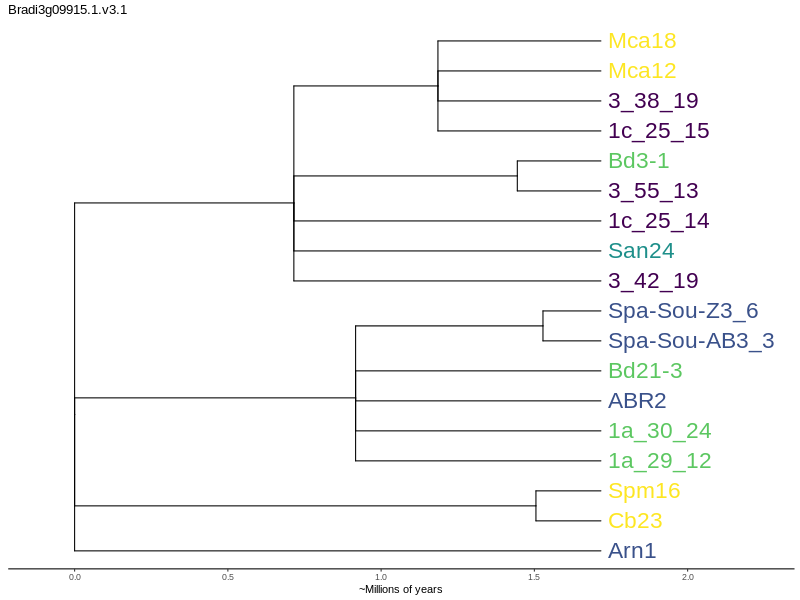 Bradi3g09915.1.v3.1
Mca18
Mca12
3_38_19
1c_25_15
Bd3-1
3_55_13
1c_25_14
San24
3_42_19
Spa-Sou-Z3_6
Spa-Sou-AB3_3
Bd21-3
ABR2
1a_30_24
1a_29_12
Spm16
Cb23
Arn1
0.0 0.5 1.0 1.5 2.0
~Millions of years